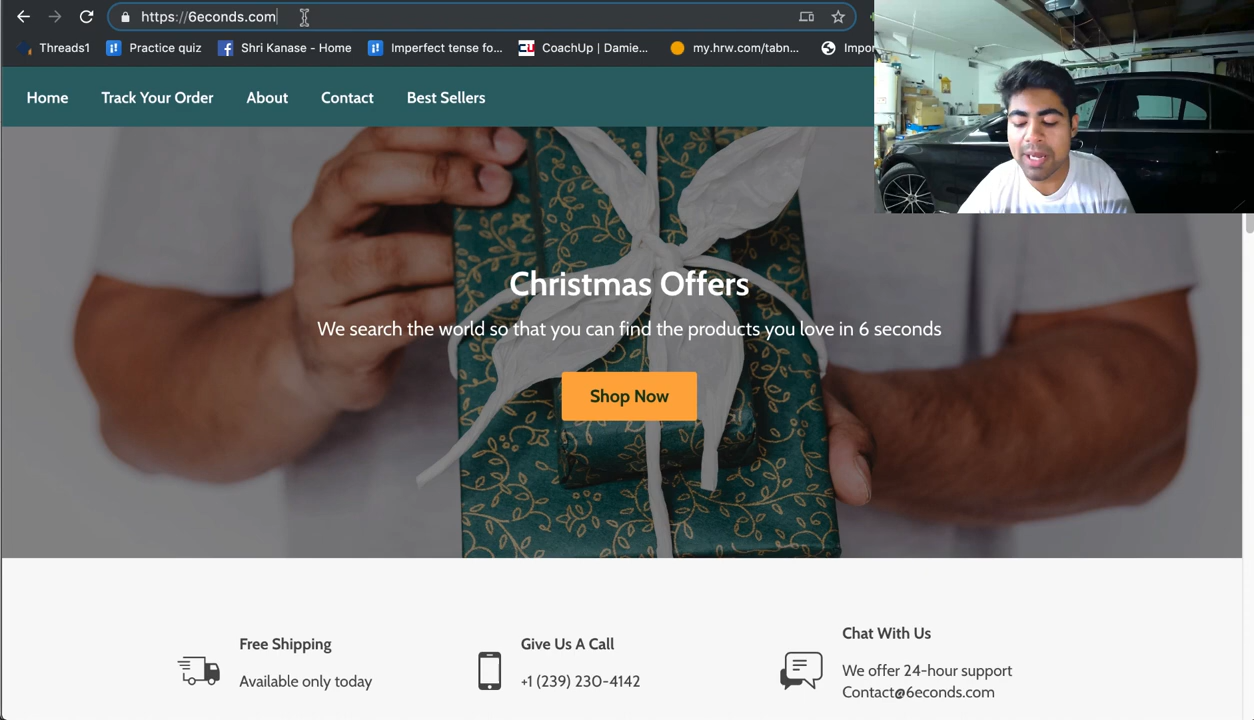 https://6econds.com
Threads1
Practice quiz
Shri Kanase - Home
Imperfect tense fo...
CU
CoachUp | Damie...
my.hrw.com/tabn...
Impor
Home
Track Your Order
About
Contact
Best Sellers
Christmas Offers
We search the world so that you can find the products you love in 6 seconds
Shop Now
Free Shipping
Available only today
Give Us A Call
+1 (239) 230-4142
Chat With Us
We offer 24-hour support
Contact@6econds.com